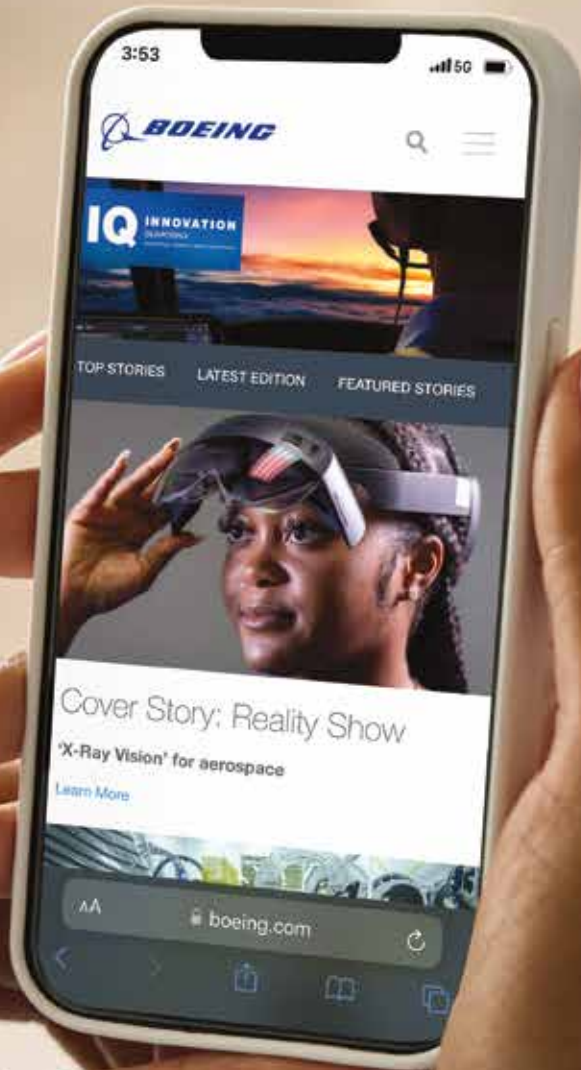 3:53
5G
BOEING
IQ INNOVATION
QUARTERLY
TOP STORIES LATEST EDITION FEATURED STORIES
Cover Story: Reality Show
'X-Ray Vision' for aerospace
Learn More
AA boeing.com